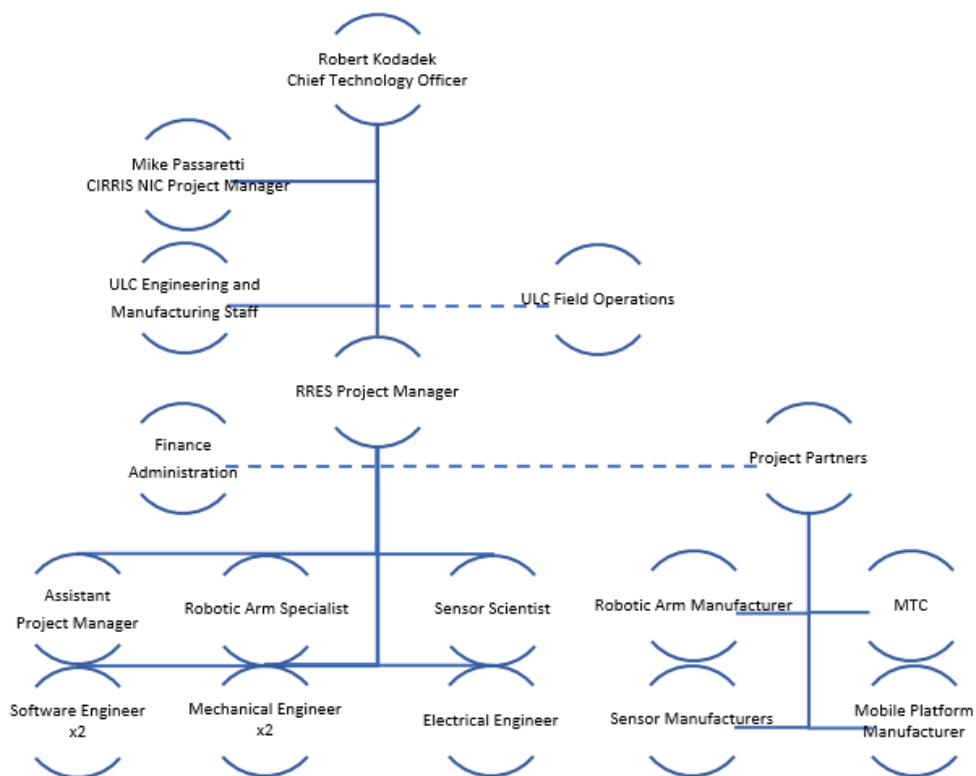 Robert Kodadek
Chief Technology Officer
Mike Passaretti
CIRRIS NIC Project Manager
ULC Engineering and
Manufacturing Staff
ULC Field Operations
RRES Project Manager
Finance
Administration
Project Partners
Assistant
Project Manager
Robotic Arm Specialist
Sensor Scientist
Robotic Arm Manufacturer
MTC
Software Engineer
x2
Mechanical Engineer
x2
Electrical Engineer
Sensor Manufacturers
Mobile Platform
Manufacturer